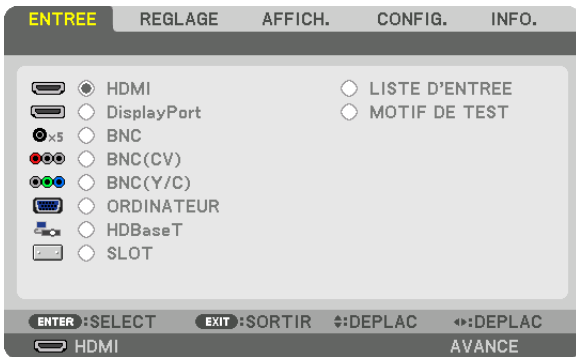 ENTREE REGLAGE AFFICH. CONFIG. INFO.
HDMI LISTE D'ENTREE
DisplayPort MOTIF DE TEST
×5 BNC
BNC(CV)
BNC(Y/C)
ORDINATEUR
HDBaseT
SLOT
ENTER :SELECT EXIT :SORTIR :DEPLAC :DEPLAC
HDMI AVANCE